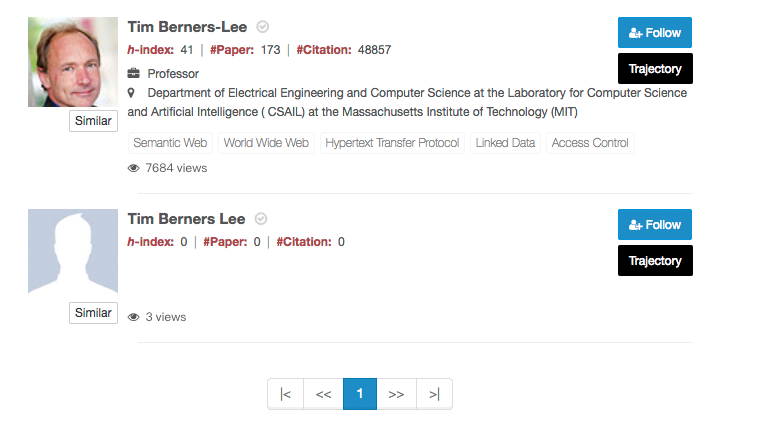 Tim Berners-Lee
h-index: 41 | #Paper: 173 | #Citation: 48857
Follow
Professor
Trajectory
Department of Electrical Engineering and Computer Science at the Laboratory for Computer Science
and Artificial Intelligence ( CSAIL) at the Massachusetts Institute of Technology (MIT)
Similar
Semantic Web World Wide Web Hypertext Transfer Protocol Linked Data Access Control
7684 views
Tim Berners Lee
h-index: 0 | #Paper: 0 | #Citation: 0
Follow
Trajectory
Similar
3 views
|< << 1 >> >|